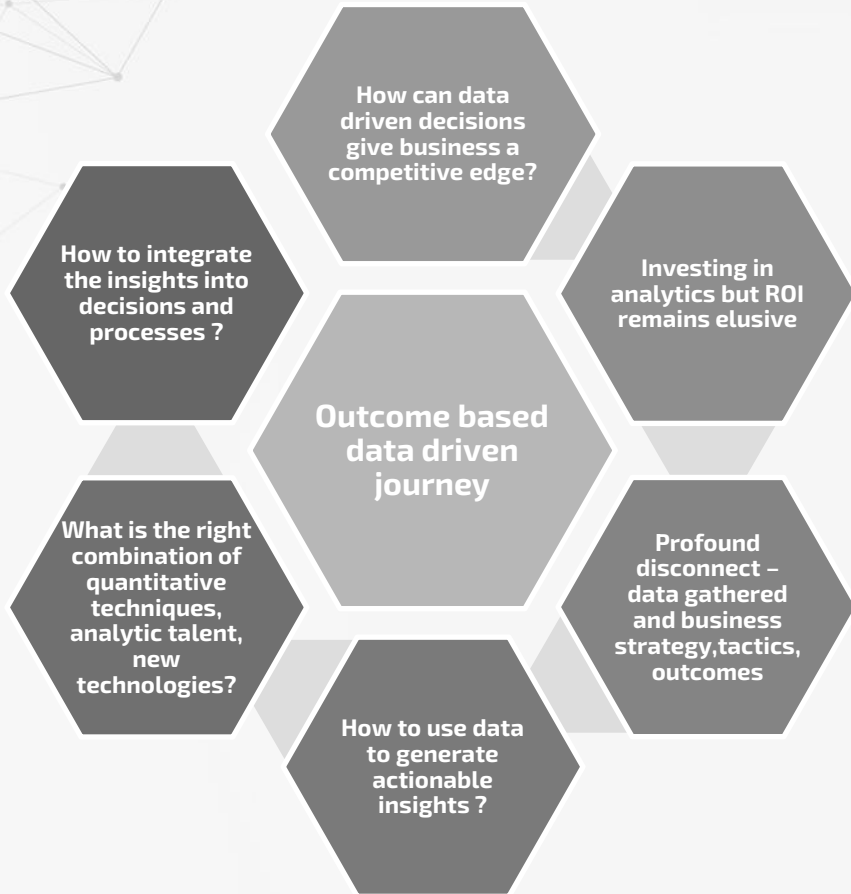 How can data
driven decisions
give business a
competitive edge?
Investing in
analytics but ROI
remains elusive
Profound
disconnect –
data gathered
and business
strategy,tactics,
outcomes
How to use data
to generate
actionable
insights ?
What is the right
combination of
quantitative
techniques,
analytic talent,
new
technologies?
How to integrate
the insights into
decisions and
processes ?
Outcome based
data driven
journey